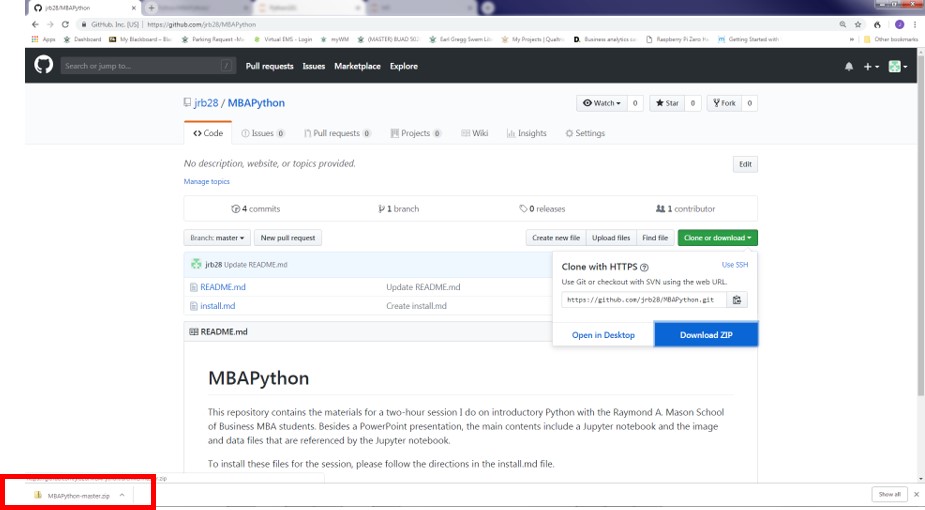 jrb28/MBAPython
GitHub, Inc. [US] | https://github.com/jrb28/MBAPython
Apps Dashboard My Blackboard – Bla Parking Request -M Virtual EMS - Login myWM (MASTER) BUAD 502 Earl Gregg Swem Lib My Projects | Qualtri Business analytics co Raspberry Pi Zero H Getting Started with » Other bookmarks
Search or jump to... / Pull requests Issues Marketplace Explore
jrb28 / MBAPython Watch 0 Star 0 Fork 0
Code Issues 0 Pull requests 0 Projects 0 Wiki Insights Settings
No description, website, or topics provided. Edit
Manage topics
4 commits 1 branch 0 releases 1 contributor
Branch: master New pull request Create new file Upload files Find file Clone or download
jrb28 Update README.md
README.md Update README.md
install.md Create install.md
Clone with HTTPS Use SSH
Use Git or checkout with SVN using the web URL.
https://github.com/jrb28/MBAPython.git
Open in Desktop Download ZIP
README.md
MBAPython
This repository contains the materials for a two-hour session I do on introductory Python with the Raymond A. Mason School
of Business MBA students. Besides a PowerPoint presentation, the main contents include a Jupyter notebook and the image
and data files that are referenced by the Jupyter notebook.
To install these files for the session, please follow the directions in the install.md file.
MBAPython-master.zip Show all